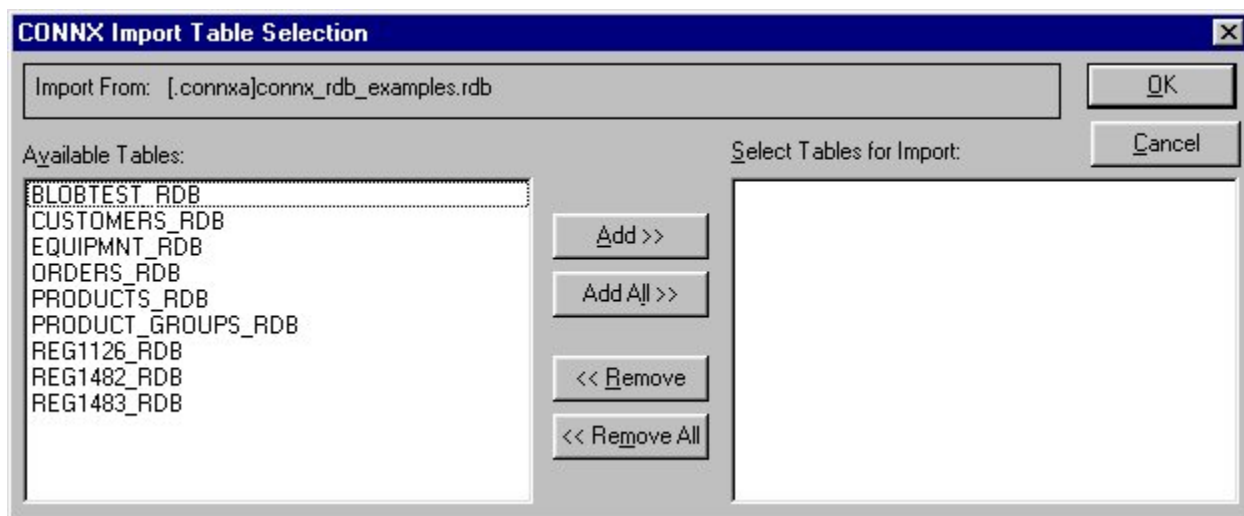 CONNX Import Table Selection
Import From: [.connxa]connx_rdb_examples.rdb
OK
Cancel
Available Tables:
Select Tables for Import:
BLOBTEST_RDB
CUSTOMERS_RDB
EQUIPMNT_RDB
ORDERS_RDB
PRODUCTS_RDB
PRODUCT_GROUPS_RDB
REG1126_RDB
REG1482_RDB
REG1483_RDB
Add >>
Add All >>
<< Remove
<< Remove All